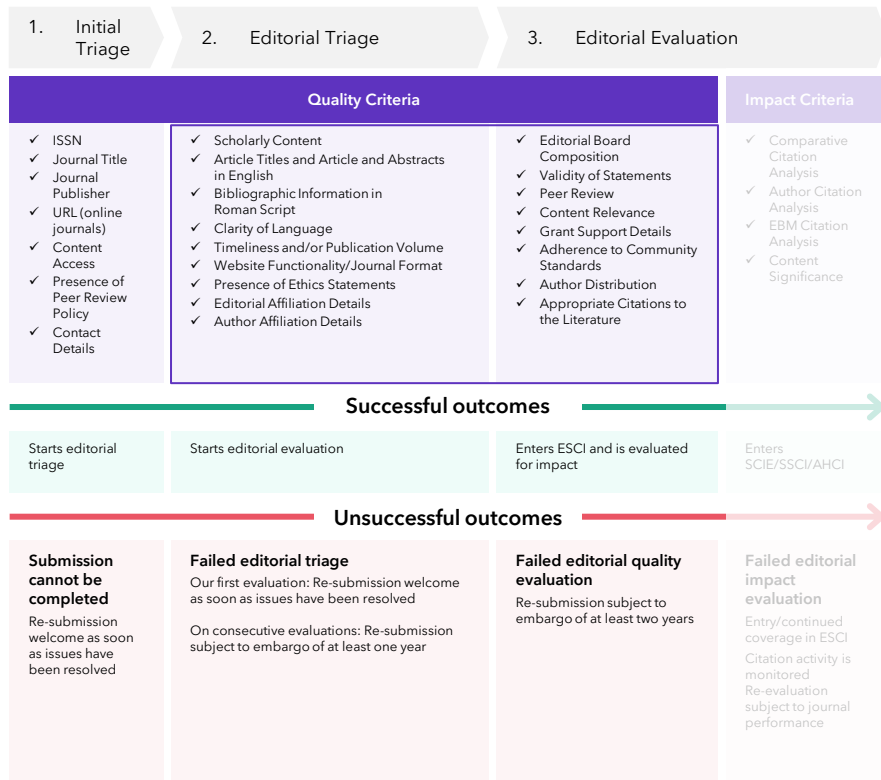 1. Initial
Triage
2. Editorial Triage
3. Editorial Evaluation
Quality Criteria
Impact Criteria
✓ ISSN
✓ Journal Title
✓ Journal
Publisher
✓ URL (online
journals)
✓ Content
Access
✓ Presence of
Peer Review
Policy
✓ Contact
Details
✓ Scholarly Content
✓ Article Titles and Article and Abstracts
in English
✓ Bibliographic Information in
Roman Script
✓ Clarity of Language
✓ Timeliness and/or Publication Volume
✓ Website Functionality/Journal Format
✓ Presence of Ethics Statements
✓ Editorial Affiliation Details
✓ Author Affiliation Details
✓ Editorial Board
Composition
✓ Validity of Statements
✓ Peer Review
✓ Content Relevance
✓ Grant Support Details
✓ Adherence to Community
Standards
✓ Author Distribution
✓ Appropriate Citations to
the Literature
✓ Comparative
Citation
Analysis
✓ Author Citation
Analysis
✓ EBM Citation
Analysis
✓ Content
Significance
Successful outcomes
Starts editorial
triage
Starts editorial evaluation
Enters ESCI and is evaluated
for impact
Enters
SCIE/SSCI/AHCI
Unsuccessful outcomes
Submission
cannot be
completed
Re-submission
welcome as soon
as issues have
been resolved
Failed editorial triage
Our first evaluation: Re-submission welcome
as soon as issues have been resolved
On consecutive evaluations: Re-submission
subject to embargo of at least one year
Failed editorial quality
evaluation
Re-submission subject to
embargo of at least two years
Failed editorial
impact
evaluation
Entry/continued
coverage in ESCI
Citation activity is
monitored
Re-evaluation
subject to journal
performance